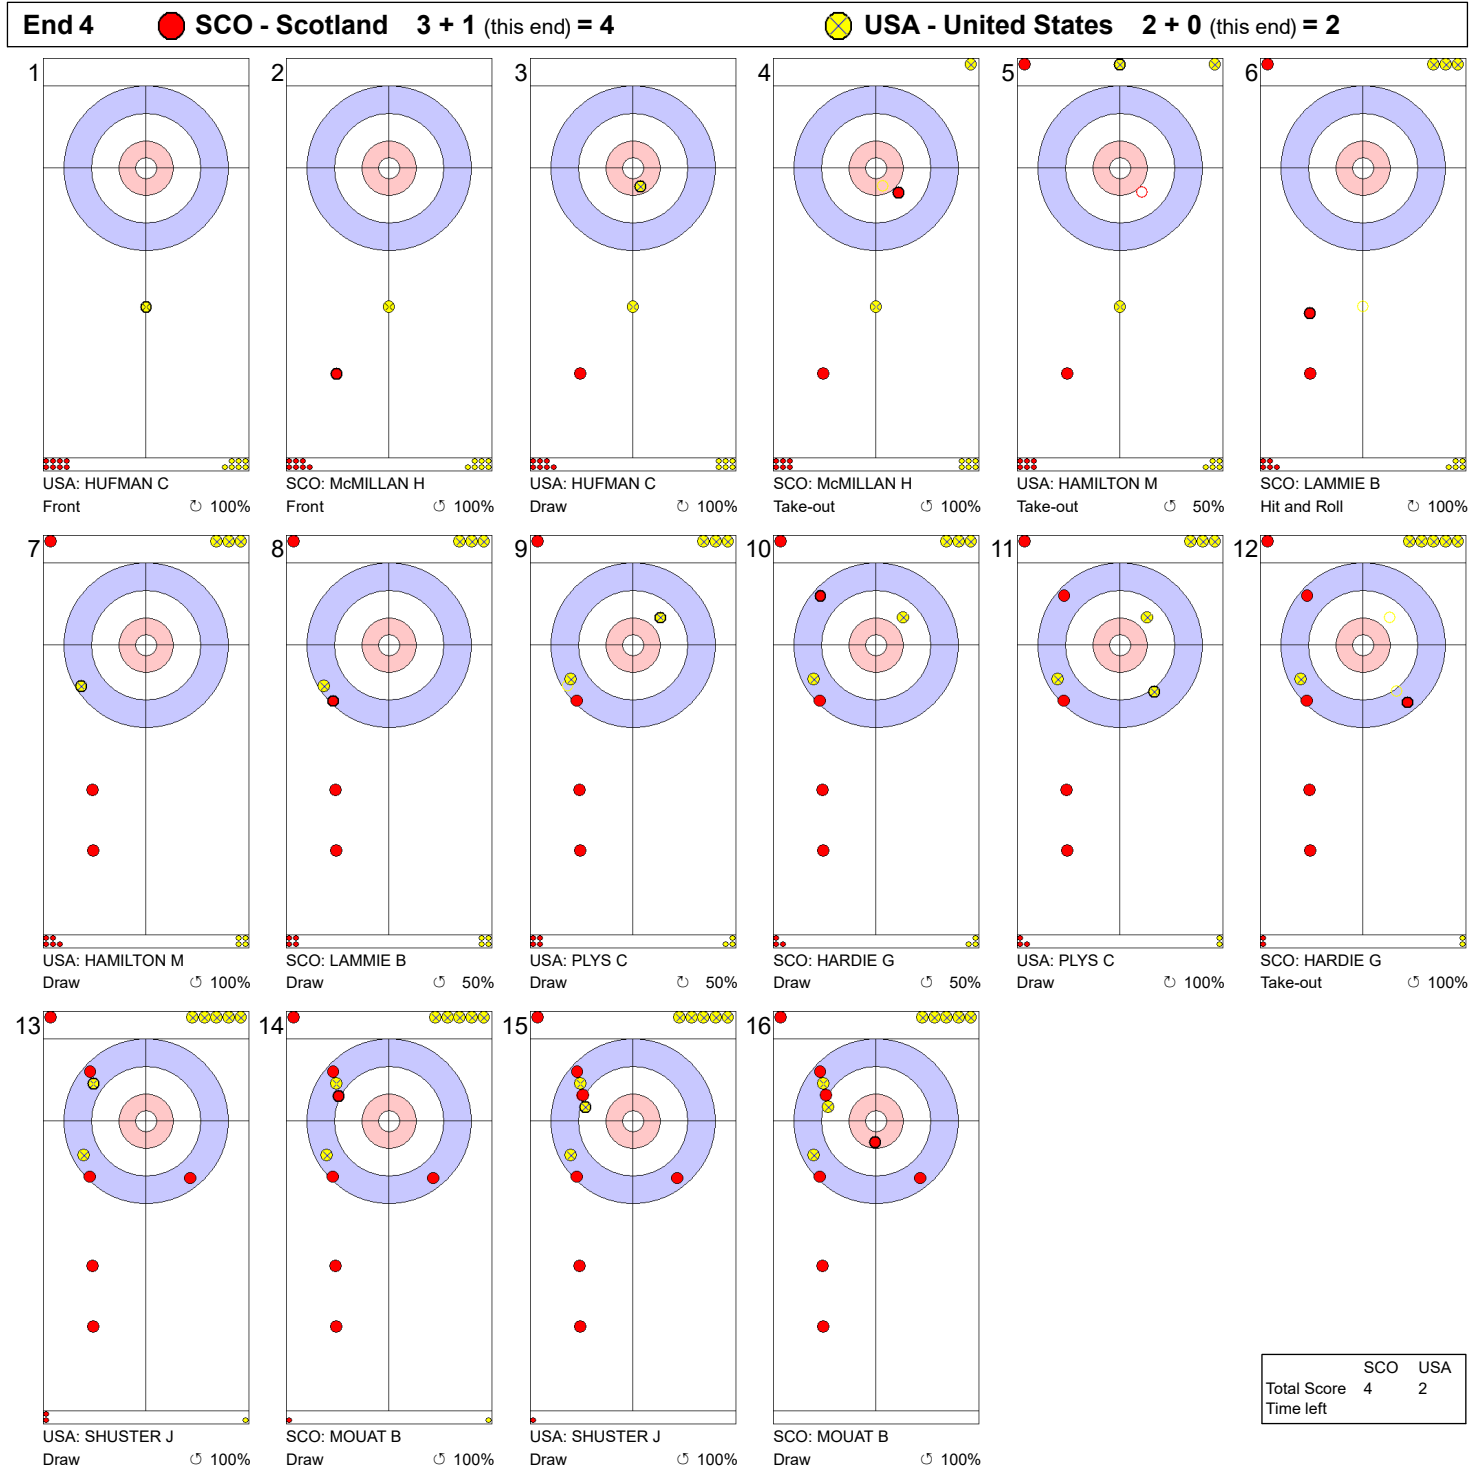 End 4 SCO - Scotland 3 + 1 (this end) = 4 USA - United States 2 + 0 (this end) = 2
1 2 3 4 5 6
USA: HUFMAN C SCO: McMILLAN H USA: HUFMAN C SCO: McMILLAN H USA: HAMILTON M SCO: LAMMIE B
Front ↻ 100% Front ↺ 100% Draw ↻ 100% Take-out ↺ 100% Take-out ↺ 50% Hit and Roll ↻ 100%
7 8 9 10 11 12
USA: HAMILTON M SCO: LAMMIE B USA: PLYS C SCO: HARDIE G USA: PLYS C SCO: HARDIE G
Draw ↺ 100% Draw ↺ 50% Draw ↻ 50% Draw ↺ 50% Draw ↺ 100% Take-out ↺ 100%
13 14 15 16
USA: SHUSTER J SCO: MOUAT B USA: SHUSTER J SCO: MOUAT B
Draw ↺ 100% Draw ↺ 100% Draw ↺ 100% Draw ↺ 100%
SCO USA
Total Score 4 2
Time left